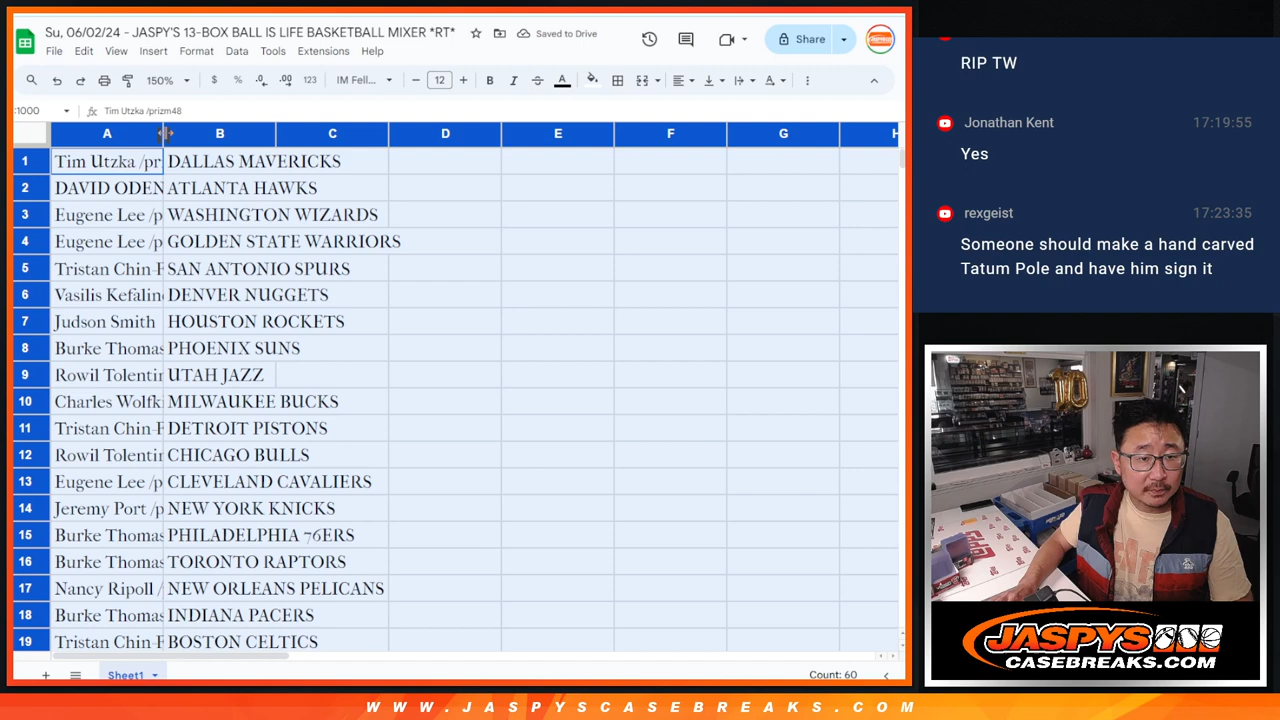 Su, 06/02/24 - JASPY'S 13-BOX BALL IS LIFE BASKETBALL MIXER *RT*
Saved to Drive
Share
File Edit View Insert Format Data Tools Extensions Help
150% $ % .0 .00 123 IM Fell... − 12 + B I S A
:1000 fx Tim Utzka /prizm48
A B C D E F G H
1 Tim Utzka /pr DALLAS MAVERICKS
2 DAVID ODEN ATLANTA HAWKS
3 Eugene Lee /p WASHINGTON WIZARDS
4 Eugene Lee /p GOLDEN STATE WARRIORS
5 Tristan Chin-F SAN ANTONIO SPURS
6 Vasilis Kefalin DENVER NUGGETS
7 Judson Smith HOUSTON ROCKETS
8 Burke Thomas PHOENIX SUNS
9 Rowil Tolentin UTAH JAZZ
10 Charles Wolfk MILWAUKEE BUCKS
11 Tristan Chin-F DETROIT PISTONS
12 Rowil Tolentin CHICAGO BULLS
13 Eugene Lee /p CLEVELAND CAVALIERS
14 Jeremy Port /p NEW YORK KNICKS
15 Burke Thomas PHILADELPHIA 76ERS
16 Burke Thomas TORONTO RAPTORS
17 Nancy Ripoll / NEW ORLEANS PELICANS
18 Burke Thomas INDIANA PACERS
19 Tristan Chin-F BOSTON CELTICS
Sheet1
Count: 60
RIP TW
Jonathan Kent 17:19:55
Yes
rexgeist 17:23:35
Someone should make a hand carved
Tatum Pole and have him sign it
10
JASPYS
CASEBREAKS.COM
WWW.JASPYSCASEBREAKS.COM